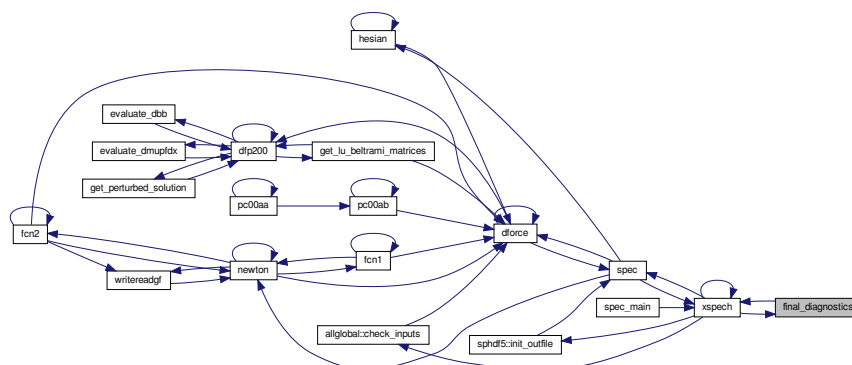 hesian
evaluate_dbb
evaluate_dmupfdx
dfp200
get_lu_beltrami_matrices
get_perturbed_solution
pc00aa
pc00ab
fcn2
dforce
fcn1
newton
writereadgf
spec
spec_main
xspech
final_diagnostics
allglobal::check_inputs
sphdf5::init_outfile